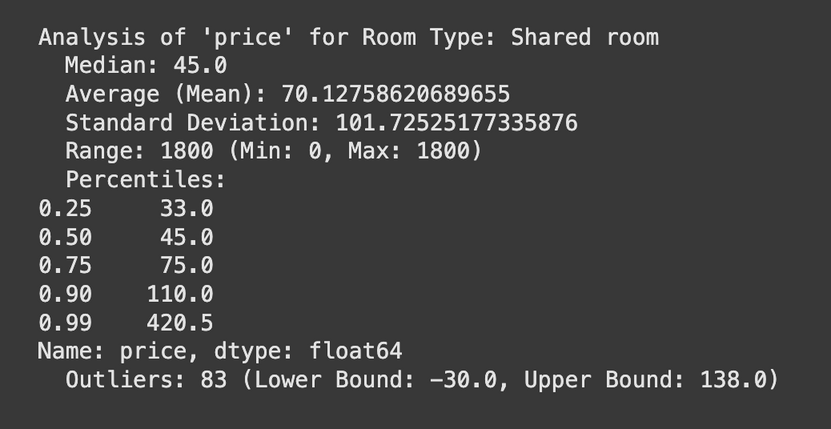 Analysis of 'price' for Room Type: Shared room
  Median: 45.0
  Average (Mean): 70.12758620689655
  Standard Deviation: 101.72525177335876
  Range: 1800 (Min: 0, Max: 1800)
  Percentiles:
0.25     33.0
0.50     45.0
0.75     75.0
0.90    110.0
0.99    420.5
Name: price, dtype: float64
  Outliers: 83 (Lower Bound: -30.0, Upper Bound: 138.0)